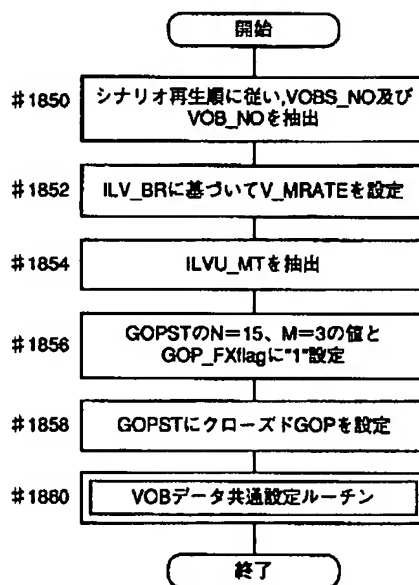 開始
#1850
シナリオ再生順に従い,VOBS_NO及び
VOB_NOを抽出
#1852
ILV_BRに基づいてV_MRATEを設定
#1854
ILVU_MTを抽出
#1856
GOPSTのN=15、M=3の値と
GOP_FXflagに"1"設定
#1858
GOPSTにクローズドGOPを設定
#1880
VOBデータ共通設定ルーチン
終了